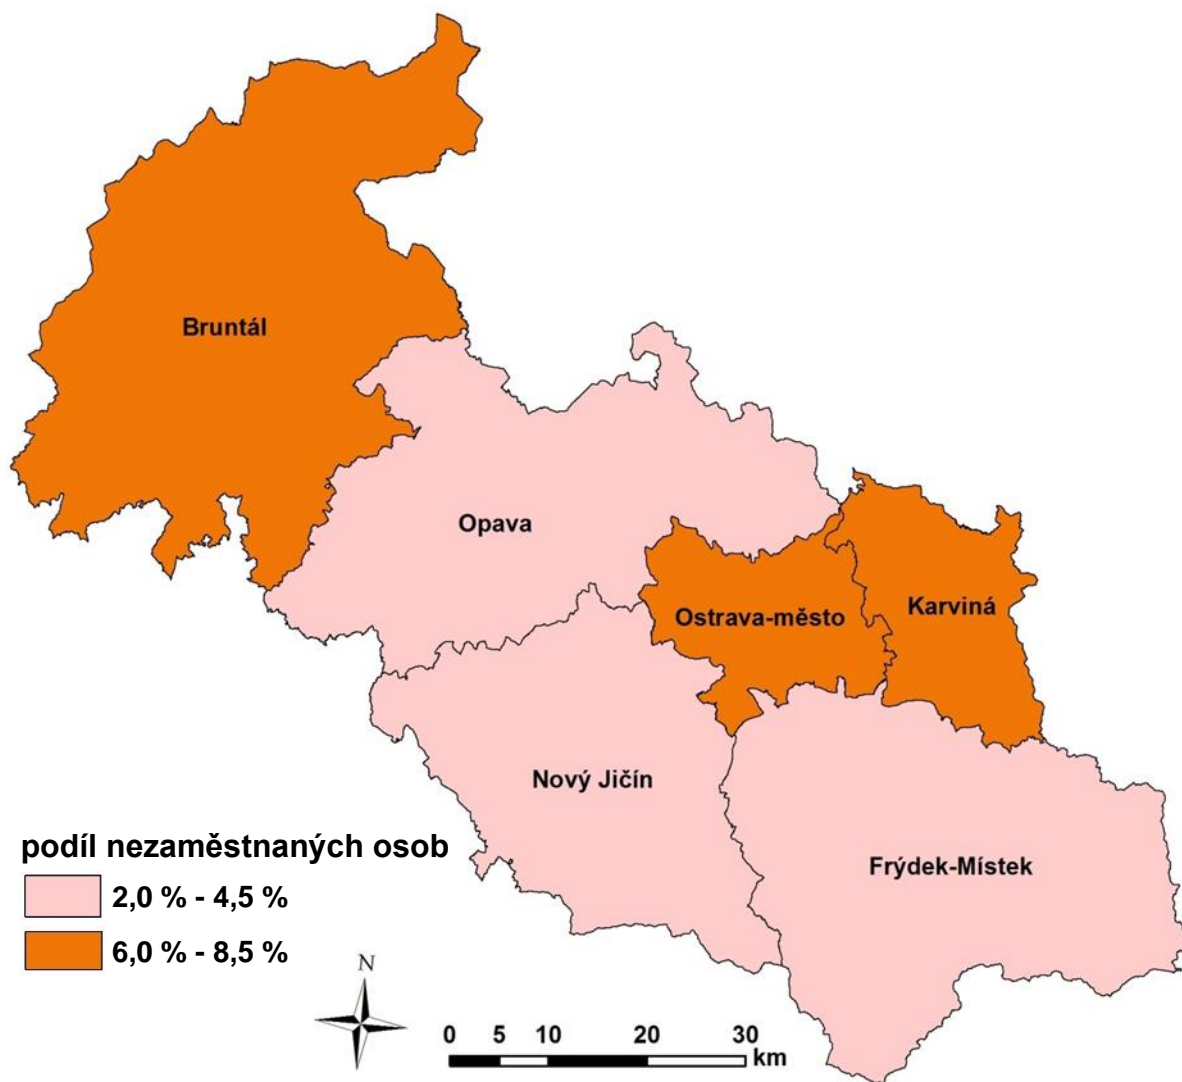 Bruntál
Opava
Ostrava-město
Karviná
Nový Jičín
Frýdek-Místek
podíl nezaměstnaných osob
2,0 % - 4,5 %
6,0 % - 8,5 %
N
0 5 10 20 30
km